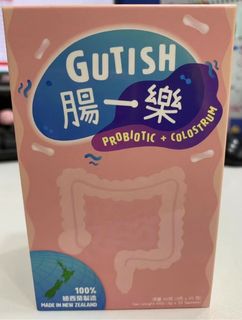 GUTISH
腸一樂
PROBIOTIC + COLOSTRUM
100%
紐西蘭製造
MADE IN NEW ZEALAND